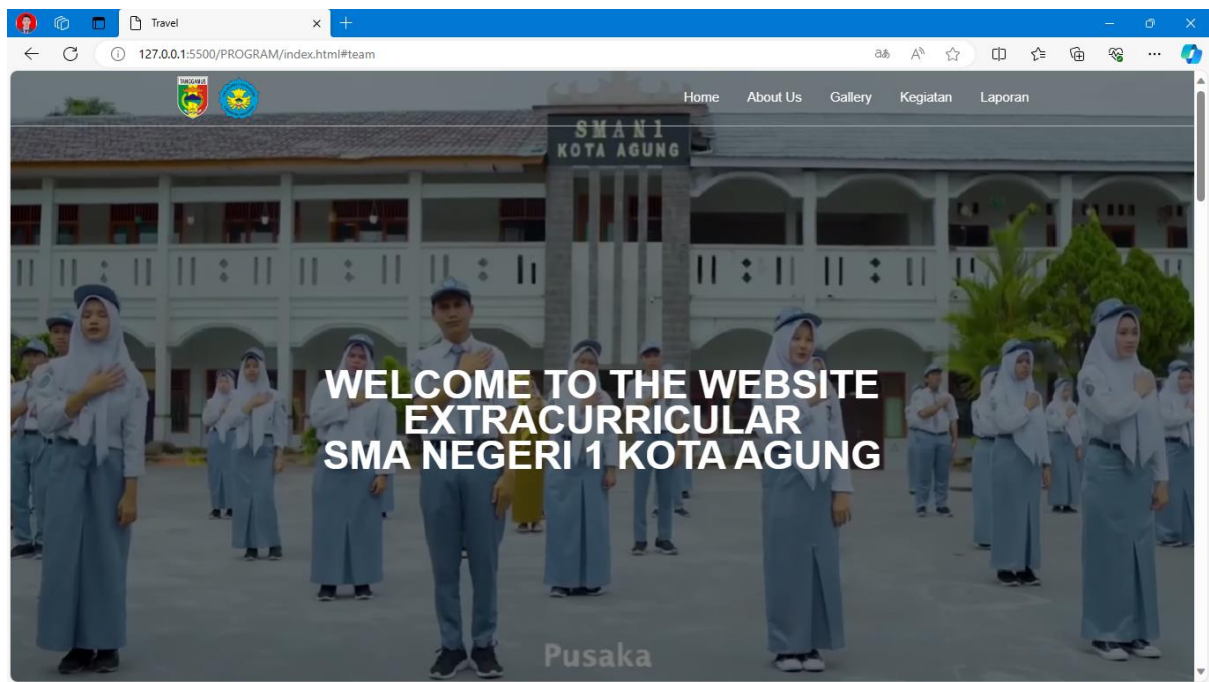 Travel
127.0.0.1:5500/PROGRAM/index.html#team
TANGGAMUS
Home About Us Gallery Kegiatan Laporan
SMAN 1
KOTA AGUNG
WELCOME TO THE WEBSITE
EXTRACURRICULAR
SMA NEGERI 1 KOTA AGUNG
Pusaka